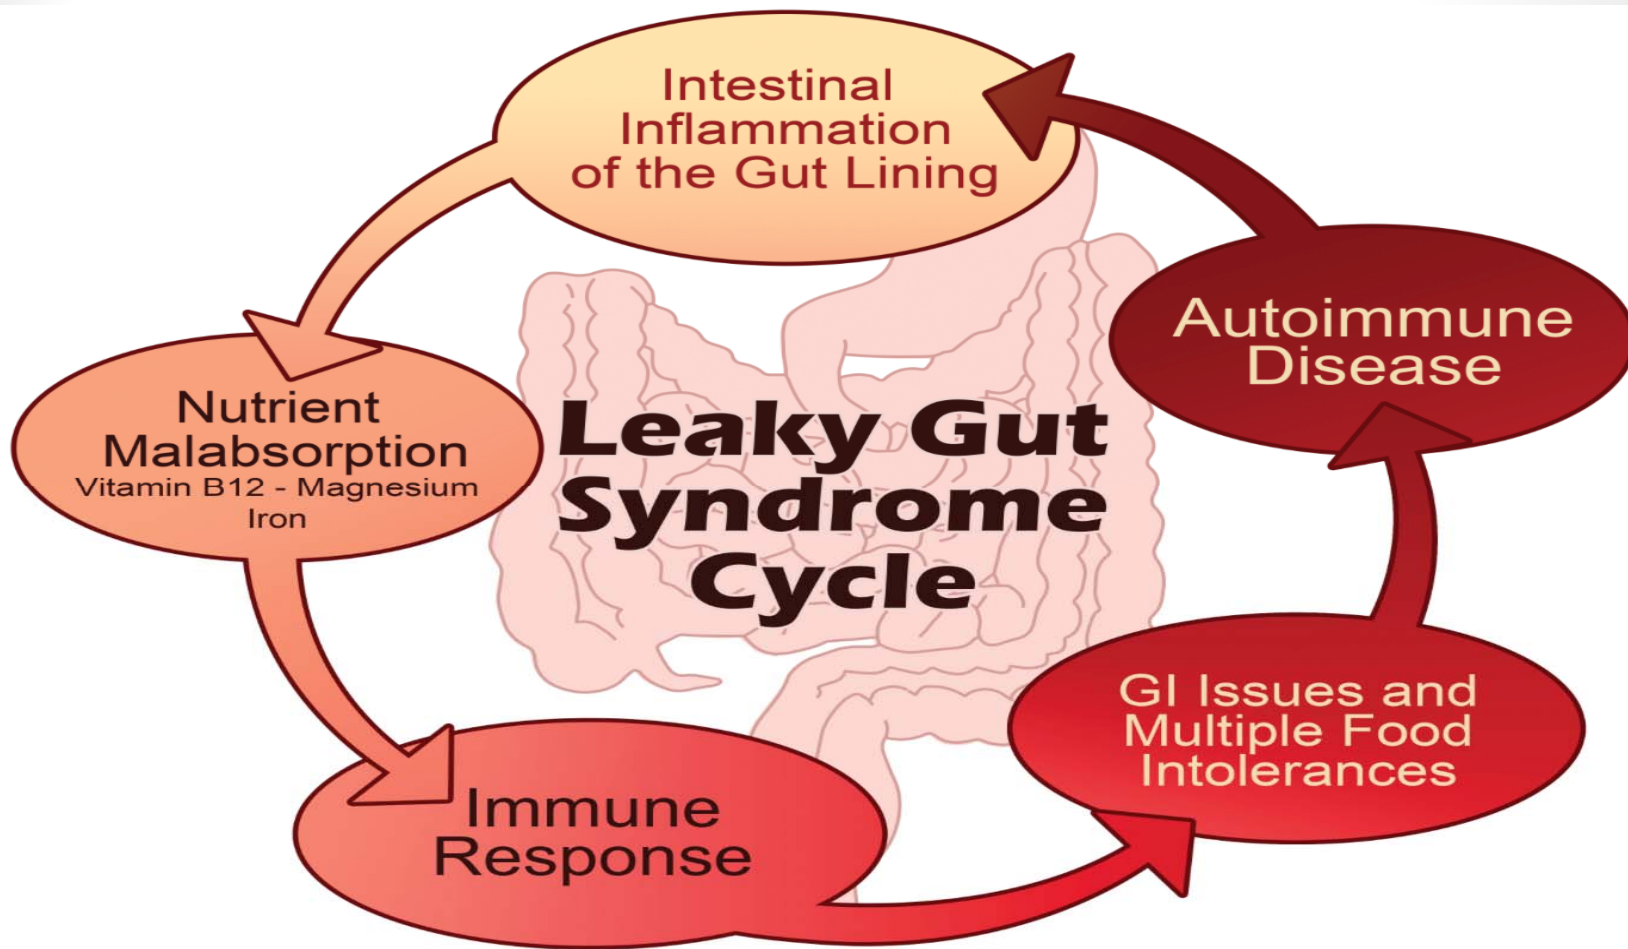 Intestinal
Inflammation
of the Gut Lining
Nutrient
Malabsorption
Vitamin B12 - Magnesium
Iron
Immune
Response
GI Issues and
Multiple Food
Intolerances
Autoimmune
Disease
Leaky Gut
Syndrome
Cycle